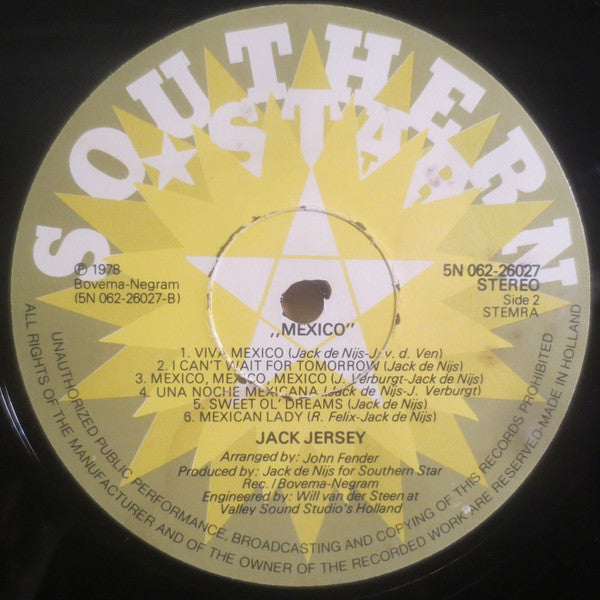 SOUTHERN
STAR
℗ 1978
Bovema-Negram
(5N 062-26027-B)
5N 062-26027
STEREO
Side 2
STEMRA
,,MEXICO"
1. VIVA MEXICO (Jack de Nijs-J. v. d. Ven)
2. I CAN'T WAIT FOR TOMORROW (Jack de Nijs)
3. MEXICO, MEXICO, MEXICO (J. Verburgt-Jack de Nijs)
4. UNA NOCHE MEXICANA (Jack de Nijs-J. Verburgt)
5. SWEET OL' DREAMS (Jack de Nijs)
6. MEXICAN LADY (R. Felix-Jack de Nijs)
JACK JERSEY
Arranged by: John Fender
Produced by: Jack de Nijs for Southern Star
Rec./Bovema-Negram
Engineered by: Will van der Steen at
Valley Sound Studio's Holland
UNAUTHORIZED PUBLIC PERFORMANCE, BROADCASTING AND COPYING OF THIS RECORDS PROHIBITED
ALL RIGHTS OF THE MANUFACTURER AND OF THE OWNER OF THE RECORDED WORK ARE RESERVED-MADE IN HOLLAND